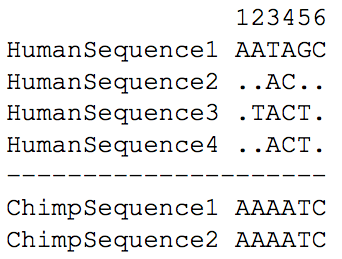 123456
HumanSequence1 AATAGC
HumanSequence2 ..AC..
HumanSequence3 .TACT.
HumanSequence4 ..ACT.
----------------------
ChimpSequence1 AAAATC
ChimpSequence2 AAAATC